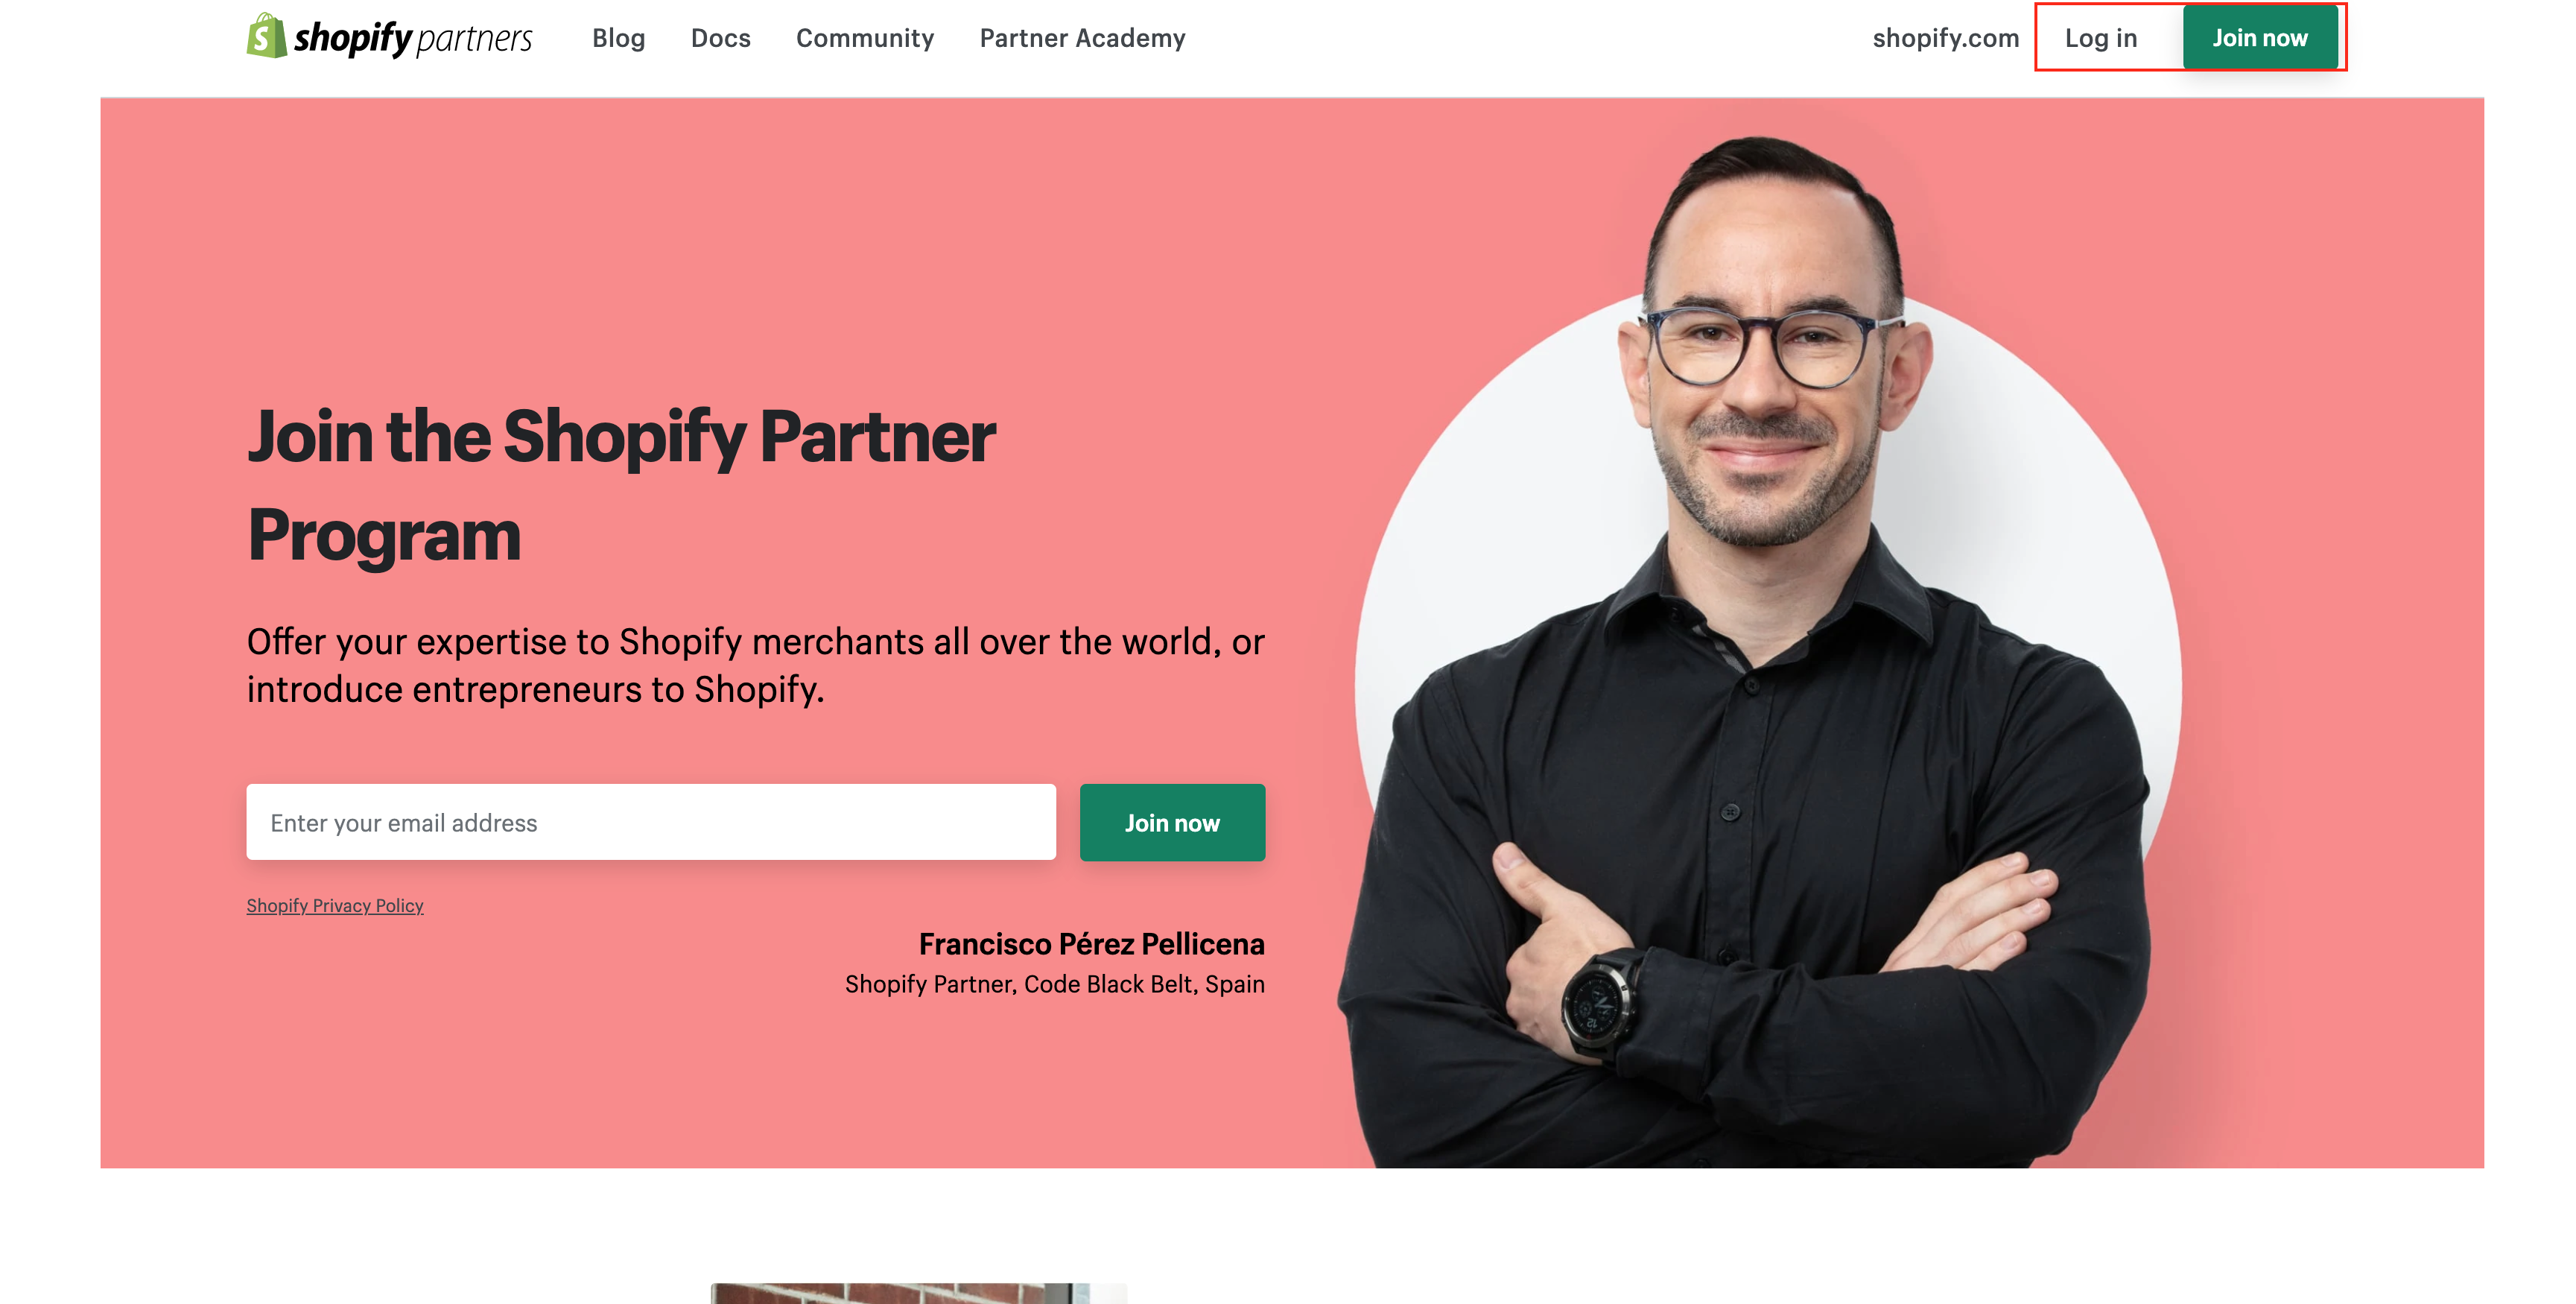 shopify partners
Blog
Docs
Community
Partner Academy
shopify.com
Log in
Join now
Join the Shopify Partner
Program
Offer your expertise to Shopify merchants all over the world, or
introduce entrepreneurs to Shopify.
Enter your email address
Join now
Shopify Privacy Policy
Francisco Pérez Pellicena
Shopify Partner, Code Black Belt, Spain